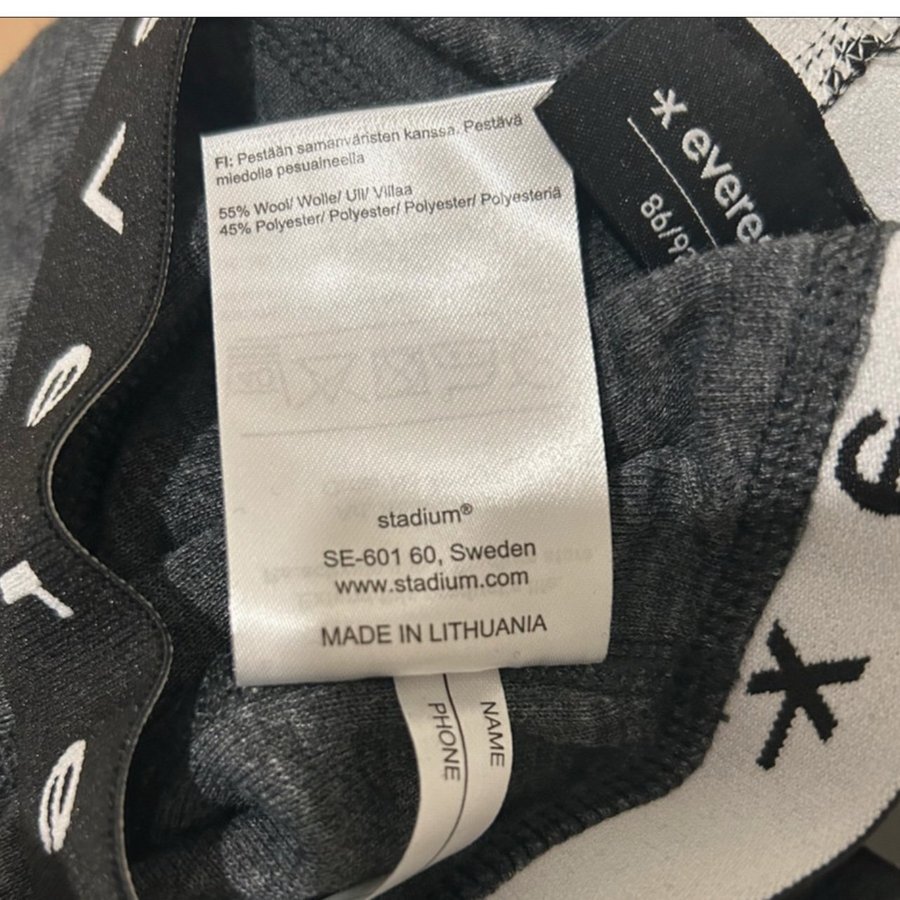 FI: Pestään samanväristen kanssa. Pestävä
miedolla pesuaineella
55% Wool/ Wolle/ Ull/ Villaa
45% Polyester/ Polyester/ Polyester/ Polyesteriä
stadium®
SE-601 60, Sweden
www.stadium.com
MADE IN LITHUANIA
NAME
PHONE